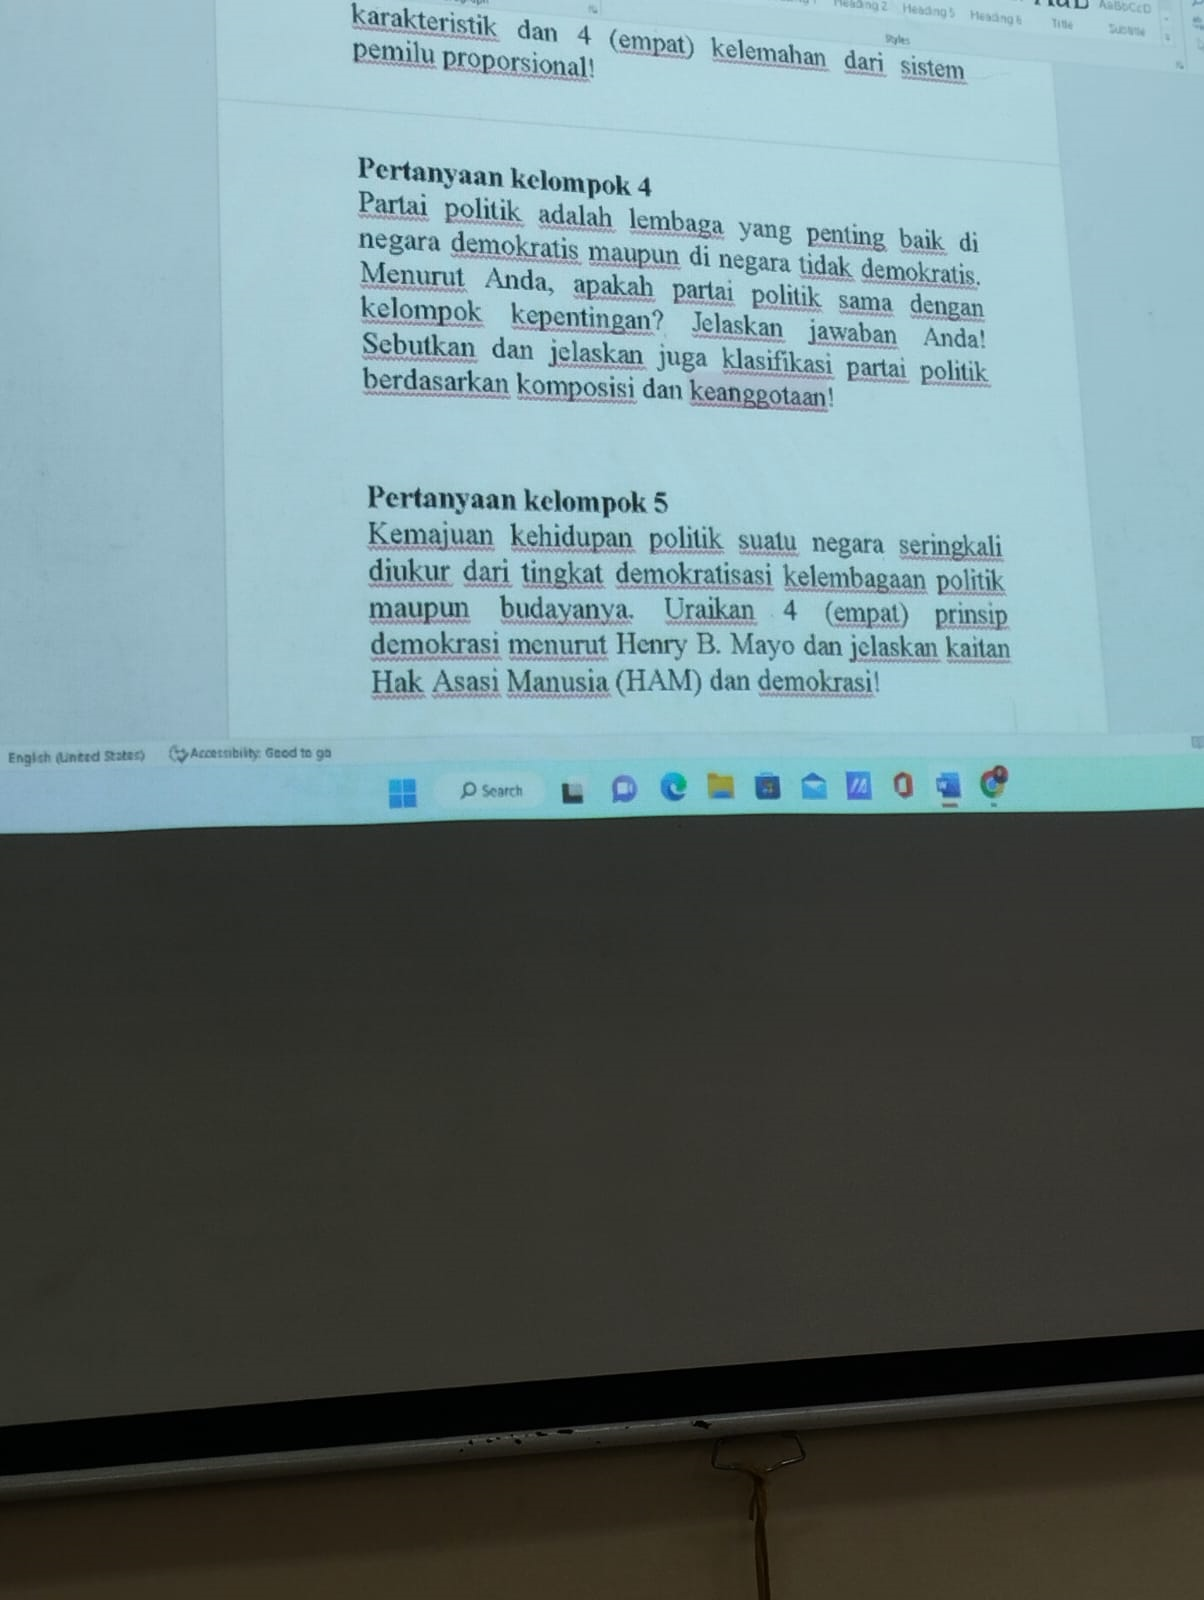 Heading 2 Heading 5 Heading 6 Title Subtitle
AaBbCcD
Styles
karakteristik dan 4 (empat) kelemahan dari sistem
pemilu proporsional!
Pertanyaan kelompok 4
Partai politik adalah lembaga yang penting baik di
negara demokratis maupun di negara tidak demokratis.
Menurut Anda, apakah partai politik sama dengan
kelompok kepentingan? Jelaskan jawaban Anda!
Sebutkan dan jelaskan juga klasifikasi partai politik
berdasarkan komposisi dan keanggotaan!
Pertanyaan kelompok 5
Kemajuan kehidupan politik suatu negara seringkali
diukur dari tingkat demokratisasi kelembagaan politik
maupun budayanya. Uraikan 4 (empat) prinsip
demokrasi menurut Henry B. Mayo dan jelaskan kaitan
Hak Asasi Manusia (HAM) dan demokrasi!
English (United States) Accessibility: Good to go
Search